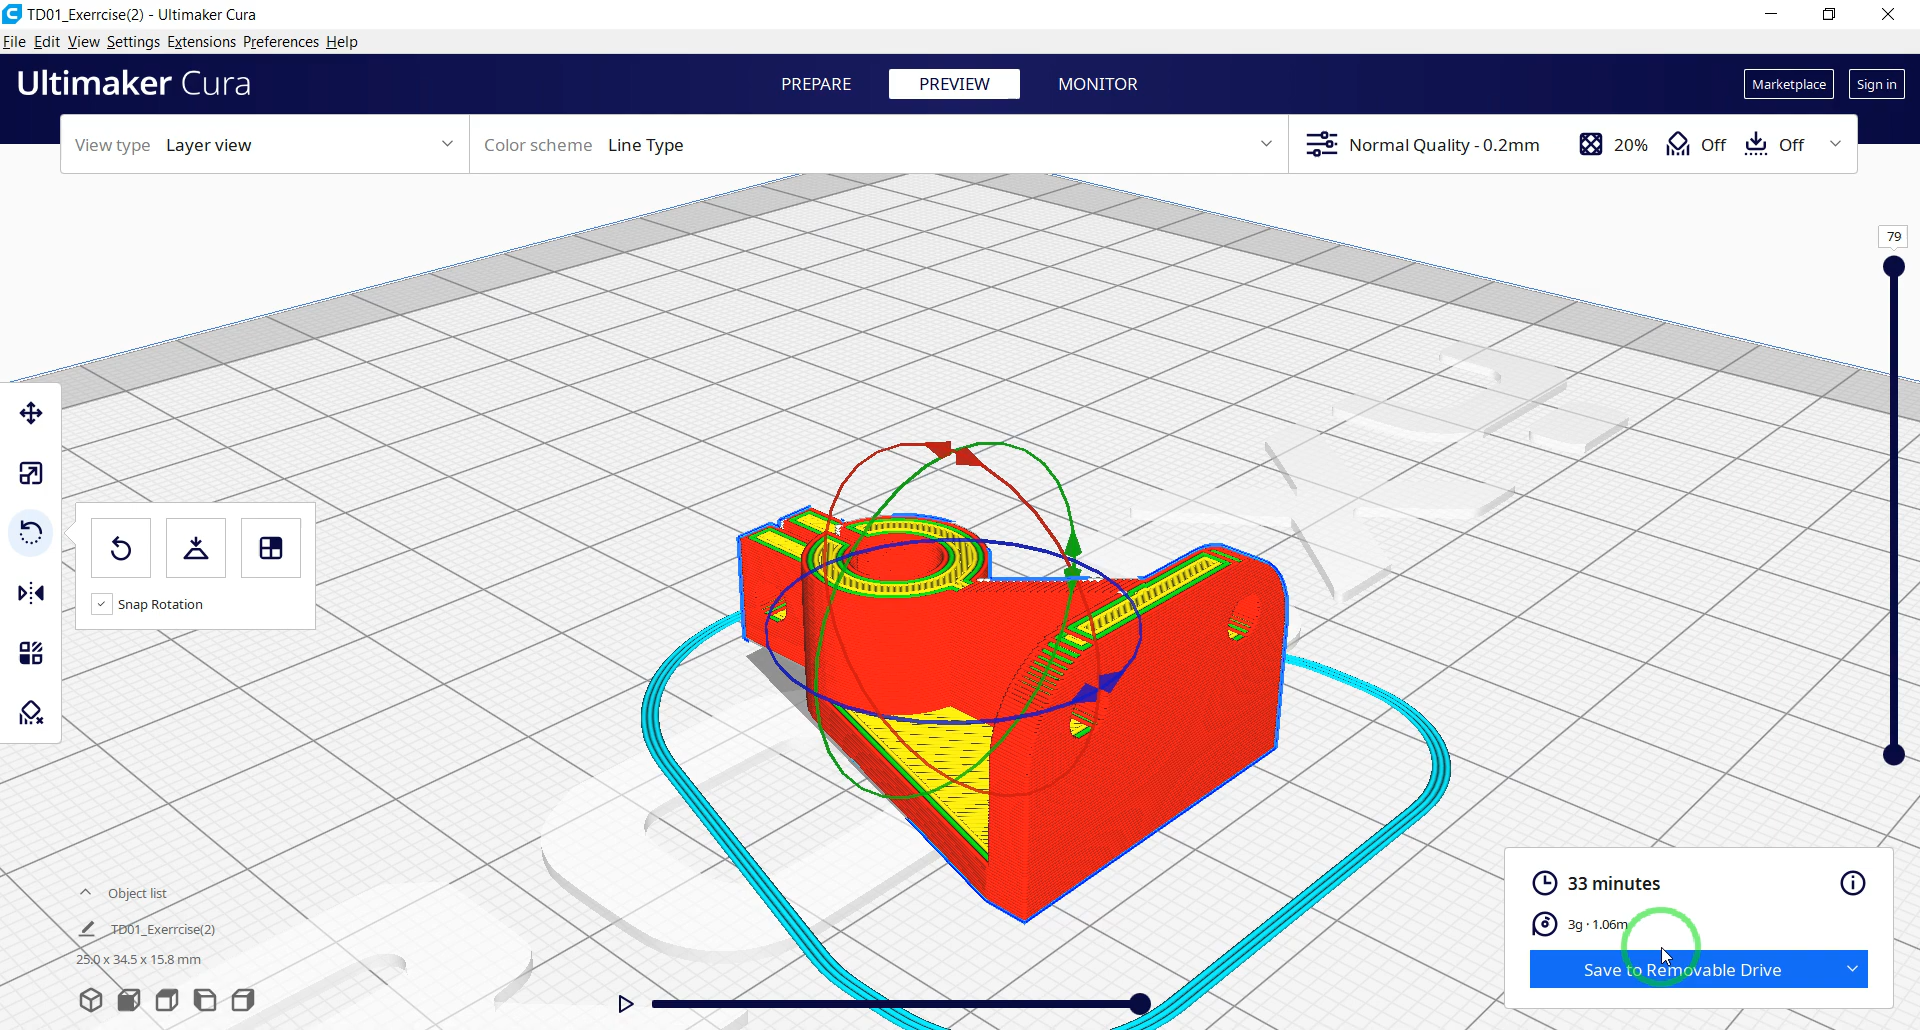 TD01_Exerrcise(2) - Ultimaker Cura
File Edit View Settings Extensions Preferences Help
Ultimaker Cura
PREPARE PREVIEW MONITOR
Marketplace Sign in
View type Layer view
Color scheme Line Type
Normal Quality - 0.2mm 20% Off Off
79
Snap Rotation
Object list
TD01_Exerrcise(2)
25.0 x 34.5 x 15.8 mm
33 minutes
3g · 1.06m
Save to Removable Drive